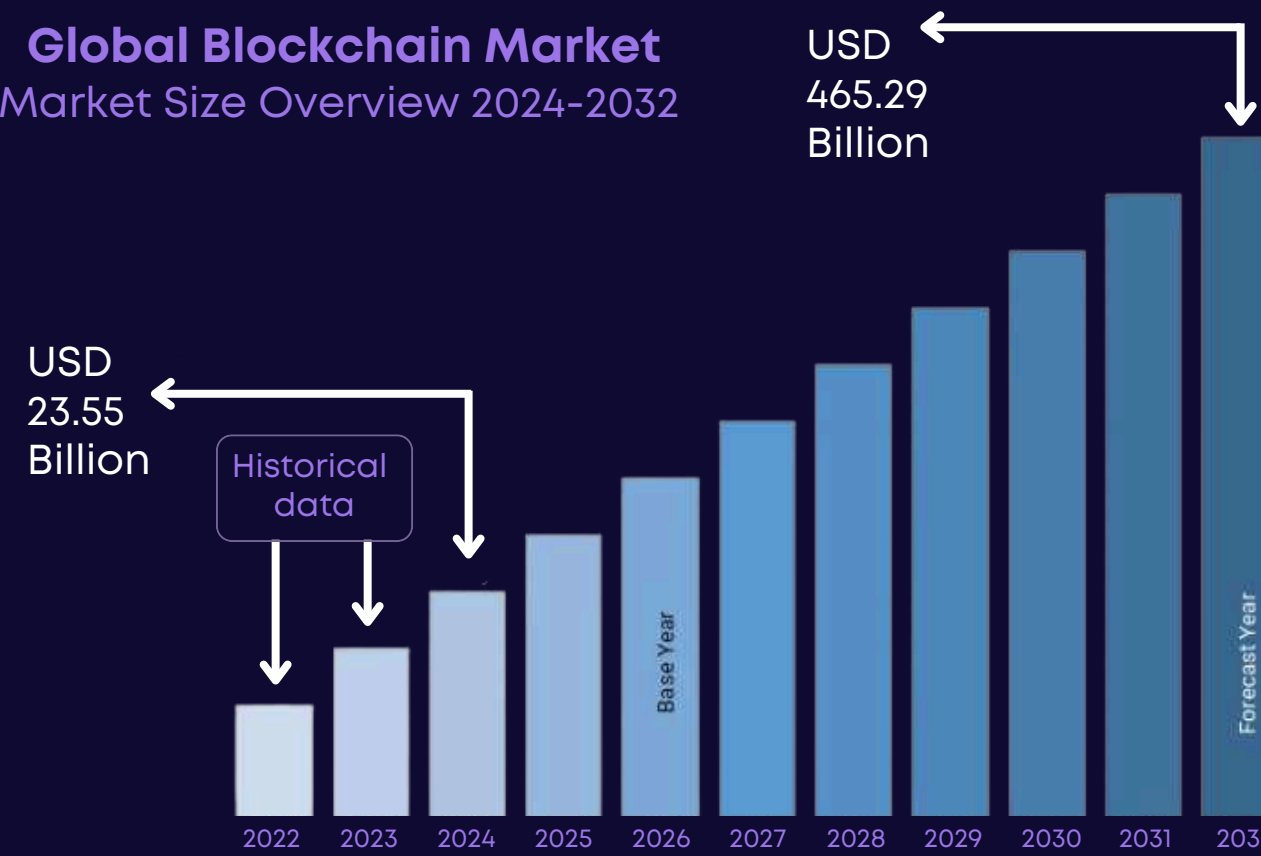 Global Blockchain Market
Market Size Overview 2024-2032
USD
465.29
Billion
USD
23.55
Billion
Historical
data
Base Year
Forecast Year
2022
2023
2024
2025
2026
2027
2028
2029
2030
2031
203